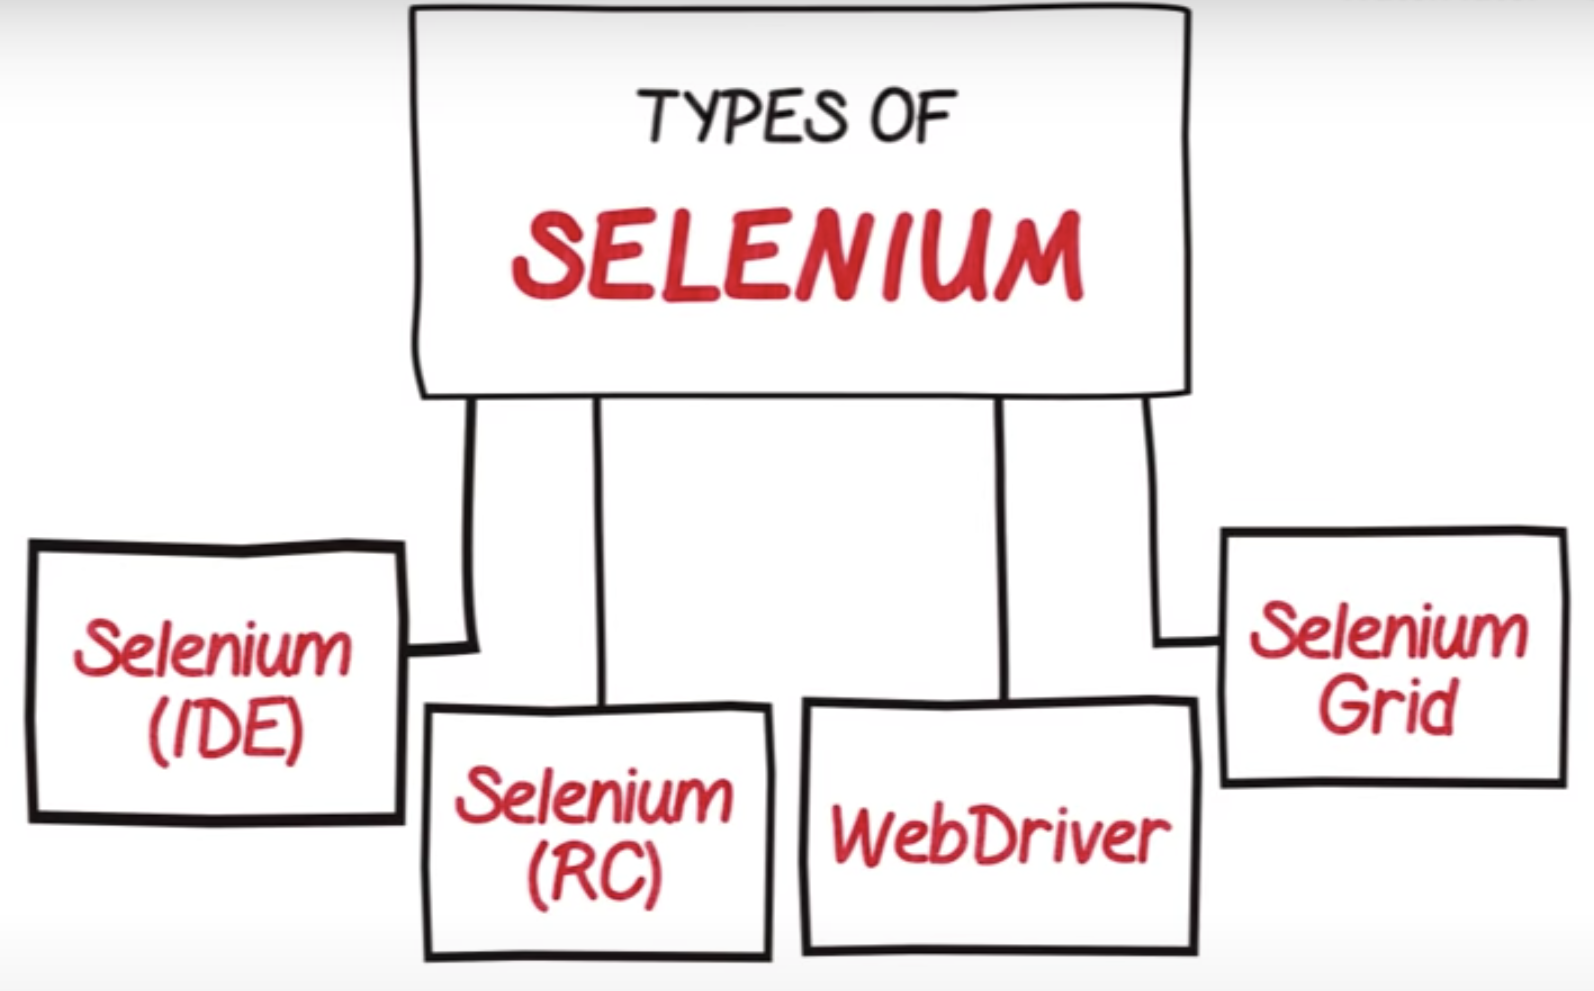 TYPES OF
SELENIUM
Selenium
(IDE)
Selenium
(RC)
WebDriver
Selenium
Grid